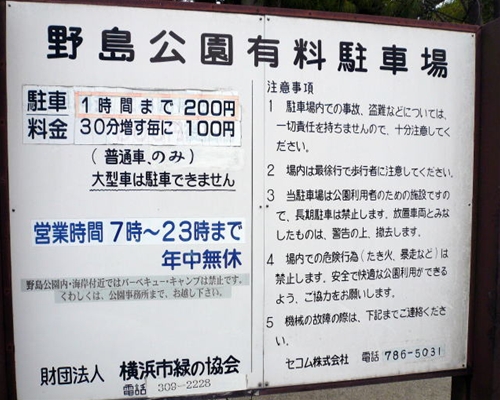 野島公園有料駐車場
駐車 1時間まで 200円
料金 30分増す毎に 100円
(普通車、のみ)
大型車は駐車できません
営業時間 7時〜23時まで
年中無休
野島公園内・海岸付近ではバーベキュー・キャンプは禁止です。
くわしくは、公園事務所まで、お越し下さい。
財団法人 横浜市緑の協会
電話 309-2228
注意事項
1 駐車場内での事故、盗難などについては、
一切責任を持ちませんので、十分注意してく
ださい。
2 場内は最徐行で歩行者に注意してください。
3 当駐車場は公園利用者のための施設ですの
で、長期駐車は禁止します。放置車両とみな
したものは、警告の上、撤去します。
4 場内での危険行為(たき火、暴走など)は
禁止します。安全で快適な公園利用ができる
よう、ご協力をお願いします。
5 機械の故障の際は、下記までご連絡くださ
い。
セコム株式会社 電話 786-5031